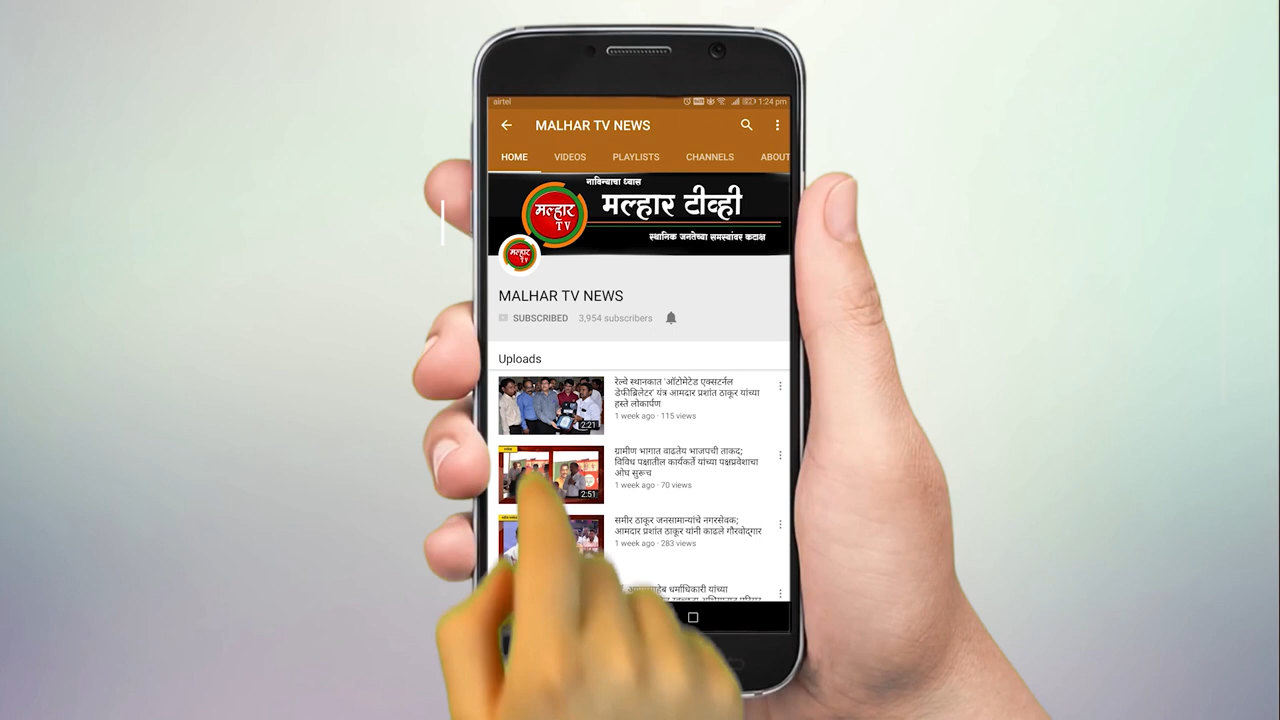 airtel
1:24 pm
MALHAR TV NEWS
HOME VIDEOS PLAYLISTS CHANNELS ABOUT
नाविन्याचा ध्यास
मल्हार टीव्ही
स्थानिक जनतेच्या समस्यांवर कटाक्ष
मल्हार
TV
मल्हार
TV
MALHAR TV NEWS
SUBSCRIBED 3,954 subscribers
Uploads
रेल्वे स्थानकात 'ऑटोमेटेड एक्सटर्नल
डेफीब्रिलेटर' यंत्र आमदार प्रशांत ठाकूर यांच्या
हस्ते लोकार्पण
1 week ago · 115 views
2:21
ग्रामीण भागात वाढतेय भाजपची ताकद;
विविध पक्षातील कार्यकर्ते यांच्या पक्षप्रवेशाचा
ओघ सुरूच
1 week ago · 70 views
2:51
समीर ठाकूर जनसामान्यांचे नगरसेवक;
आमदार प्रशांत ठाकूर यांनी काढले गौरवोद्गार
1 week ago · 283 views
धर्माधिकारी यांच्या